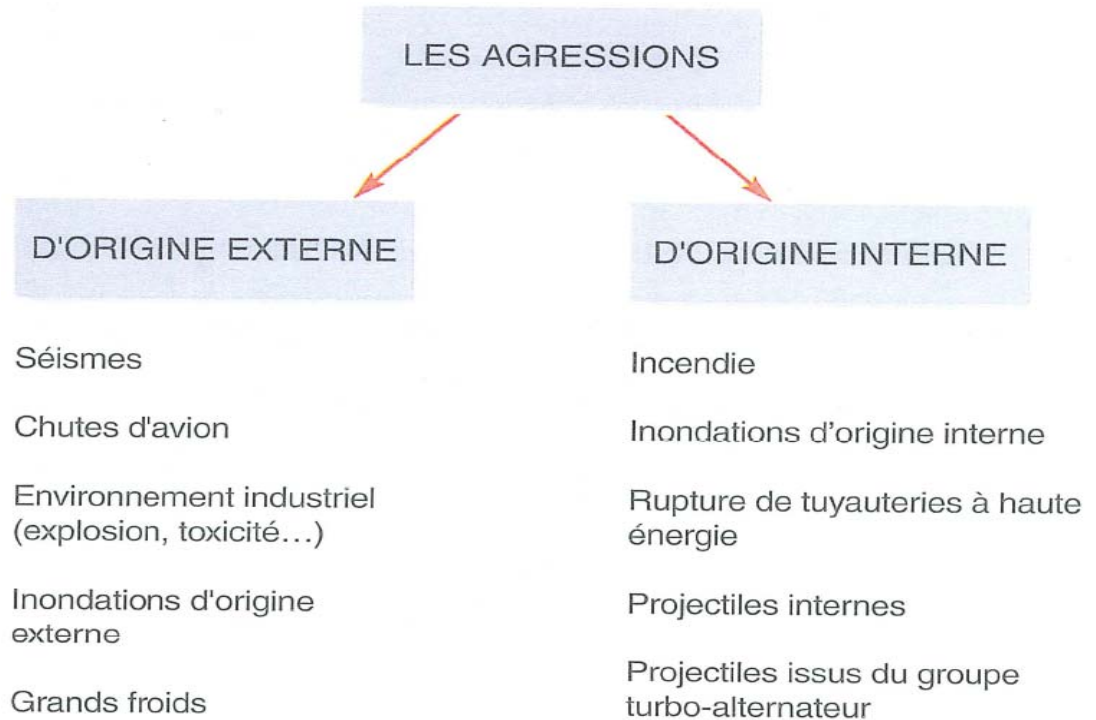 LES AGRESSIONS
D'ORIGINE EXTERNE
Séismes
Chutes d'avion
Environnement industriel
(explosion, toxicité...)
Inondations d'origine
externe
Grands froids
D'ORIGINE INTERNE
Incendie
Inondations d'origine interne
Rupture de tuyauteries à haute
énergie
Projectiles internes
Projectiles issus du groupe
turbo-alternateur